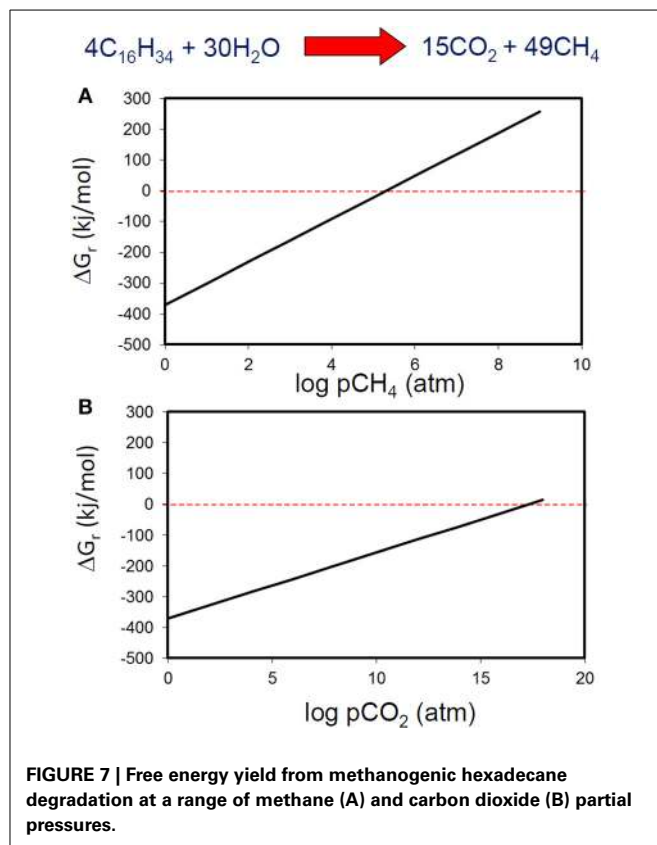 4C₁₆H₃₄ + 30H₂O 15CO₂ + 49CH₄
A
300
200
100
0
-100
-200
-300
-400
-500
ΔGᵣ (kj/mol)
0 2 4 6 8 10
log pCH₄ (atm)
B
300
200
100
0
-100
-200
-300
-400
-500
ΔGᵣ (kj/mol)
0 5 10 15 20
log pCO₂ (atm)
FIGURE 7 | Free energy yield from methanogenic hexadecane
degradation at a range of methane (A) and carbon dioxide (B) partial
pressures.